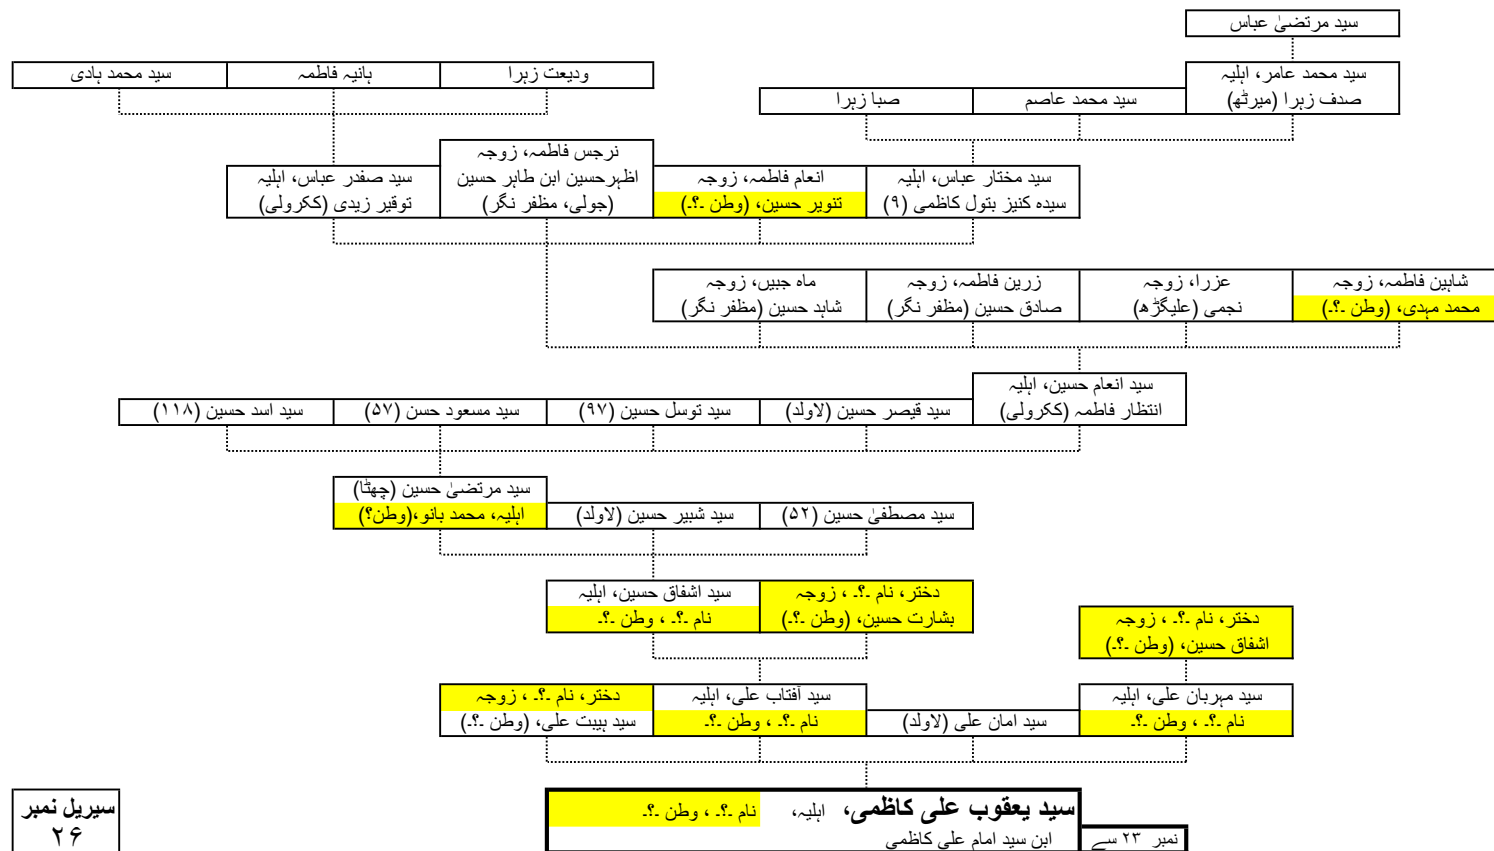 سید مرتضیٰ عباس
سید محمد عامر، اہلیہ
صدف زہرا (میرٹھ)
سید محمد عاصم
صبا زہرا
ودیعت زہرا
ہانیہ فاطمہ
سید محمد ہادی
سید مختار عباس، اہلیہ
سیدہ کنیز بتول کاظمی (۹)
انعام فاطمہ، زوجہ
تنویر حسین، (وطن ـ؟ـ)
نرجس فاطمہ، زوجہ
اظہرحسین ابن طاہر حسین
(جولی، مظفر نگر)
سید صفدر عباس، اہلیہ
توقیر زیدی (ککرولی)
شاہین فاطمہ، زوجہ
محمد مہدی، (وطن ـ؟ـ)
عزرا، زوجہ
نجمی (علیگڑھ)
زرین فاطمہ، زوجہ
صادق حسین (مظفر نگر)
ماہ جبیں، زوجہ
شاہد حسین (مظفر نگر)
سید انعام حسین، اہلیہ
انتظار فاطمہ (ککرولی)
سید قیصر حسین (لاولد)
سید توسل حسین (۹۷)
سید مسعود حسن (۵۷)
سید اسد حسین (۱۱۸)
سید مرتضیٰ حسین (چھٹا)
اہلیہ، محمد بانو،(وطن؟)
سید شبیر حسین (لاولد)
سید مصطفیٰ حسین (۵۲)
دختر، نام ـ؟ـ ، زوجہ
بشارت حسین، (وطن ـ؟ـ)
سید اشفاق حسین، اہلیہ
نام ـ؟ـ ، وطن ـ؟ـ
دختر، نام ـ؟ـ ، زوجہ
اشفاق حسین، (وطن ـ؟ـ)
سید مہربان علی، اہلیہ
نام ـ؟ـ ، وطن ـ؟ـ
سید امان علی (لاولد)
سید آفتاب علی، اہلیہ
نام ـ؟ـ ، وطن ـ؟ـ
دختر، نام ـ؟ـ ، زوجہ
سید ہیبت علی، (وطن ـ؟ـ)
سید یعقوب علی کاظمی، اہلیہ، نام ـ؟ـ ، وطن ـ؟ـ
ابن سید امام علی کاظمی
نمبر ۲۳ سے
سیریل نمبر
۲۶